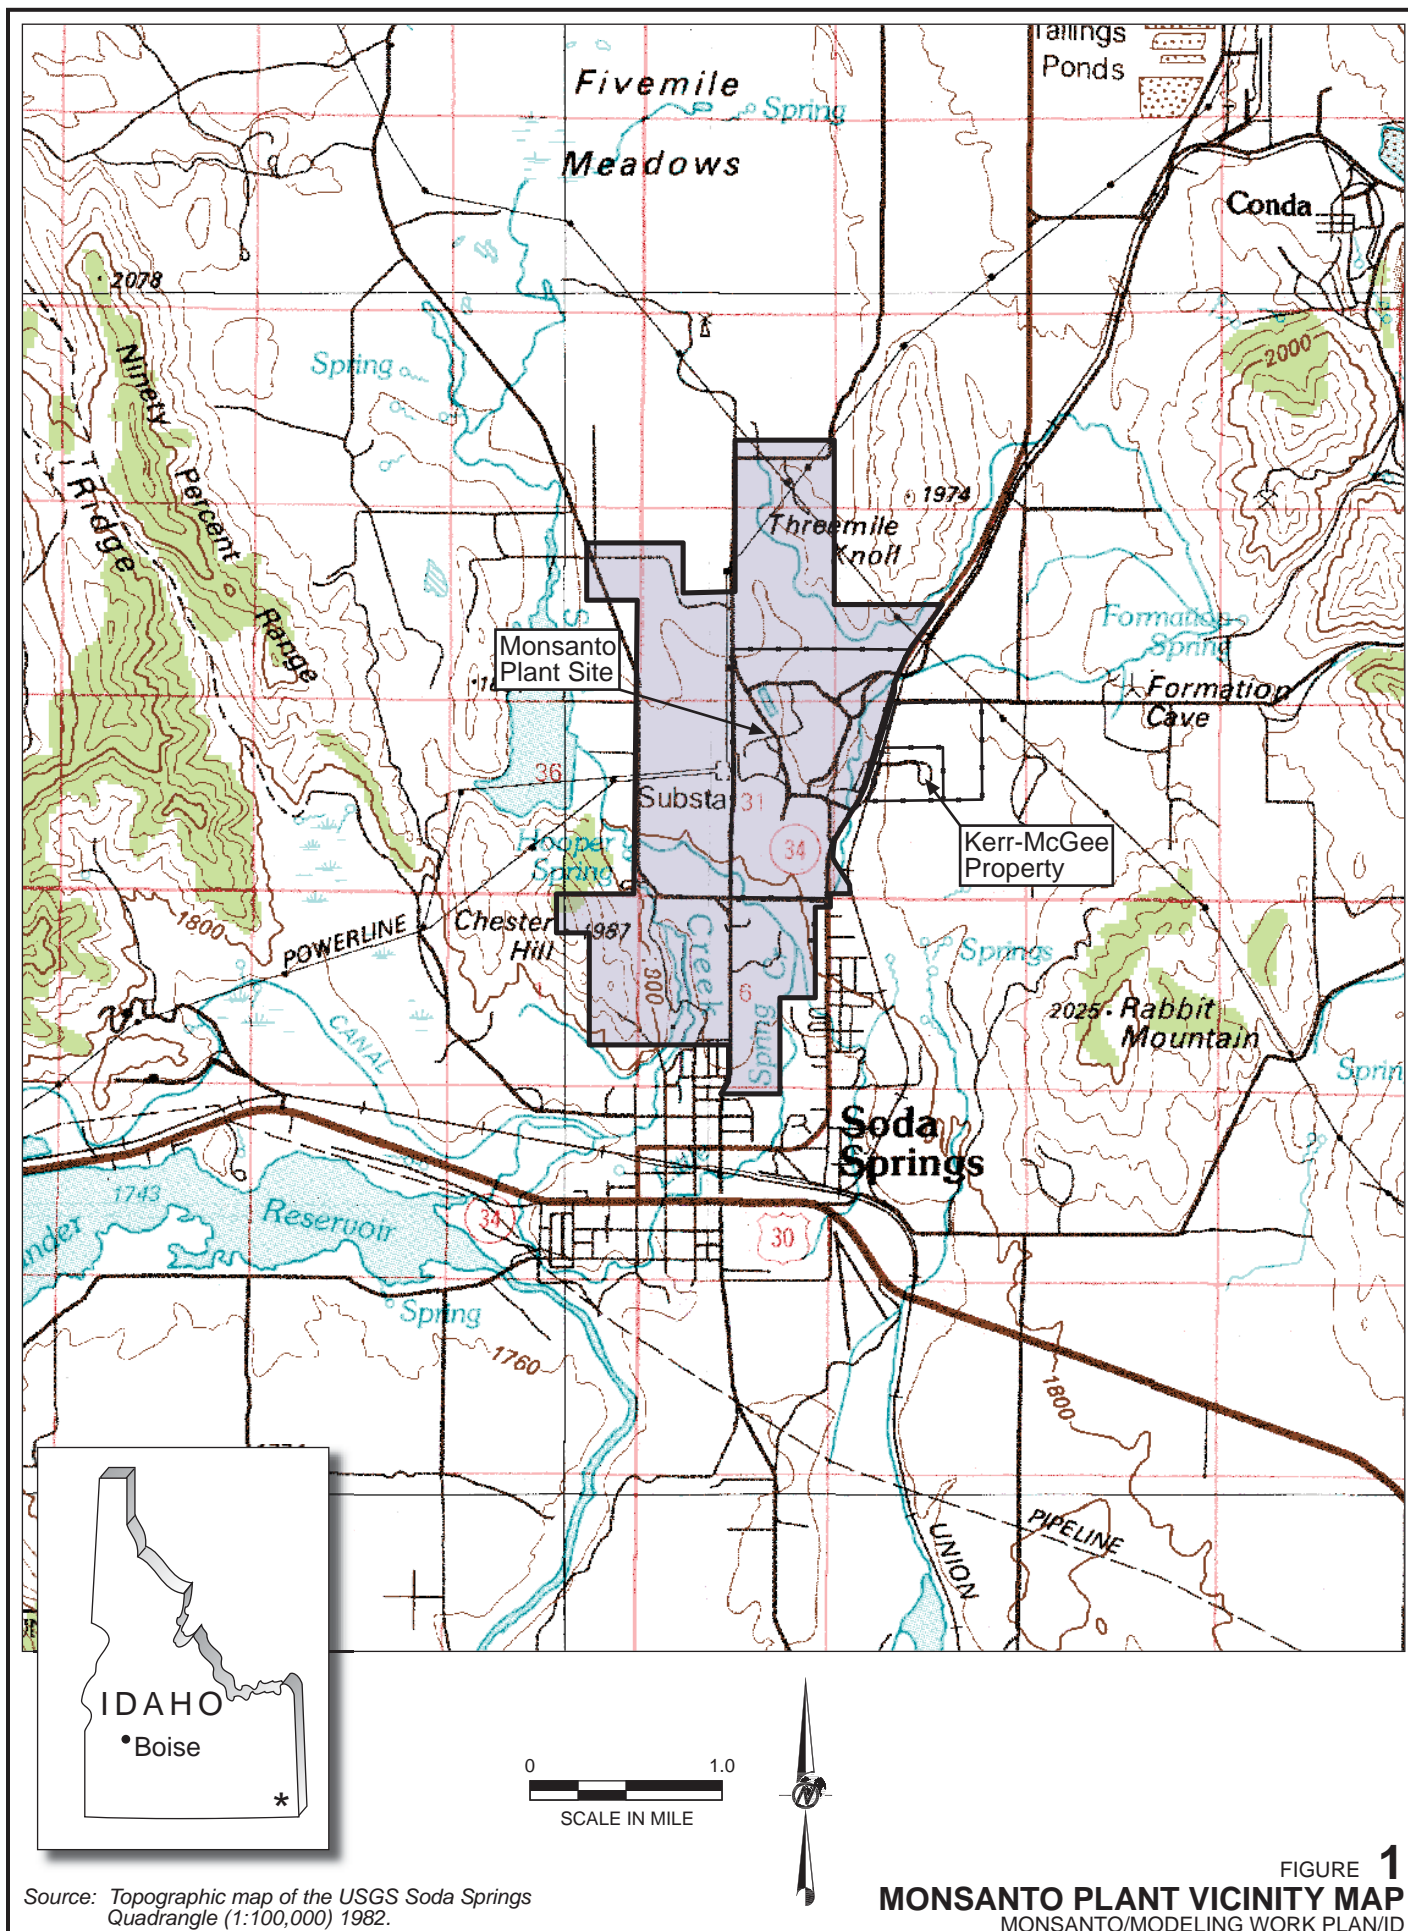 Tailings
Ponds
Fivemile
Spring
Meadows
Conda
2078
Ninety
Percent
Range
Ridge
Spring
2000
1974
Threemile
Knoll
Formation
Spring
Formation
Cave
Monsanto
Plant Site
36
Substa
31
34
Hooper
Spring
Kerr-McGee
Property
1800
POWERLINE
Chester
Hill
1987
Creek
6
Spring
Springs
2025
Rabbit
Mountain
CANAL
Sprin
Soda
Springs
1743
Reservoir
nder
34
30
Spring
1760
1800
PIPELINE
UNION
IDAHO
Boise
*
0 1.0
SCALE IN MILE
Source: Topographic map of the USGS Soda Springs
Quadrangle (1:100,000) 1982.
FIGURE 1
MONSANTO PLANT VICINITY MAP
MONSANTO/MODELING WORK PLAN/ID